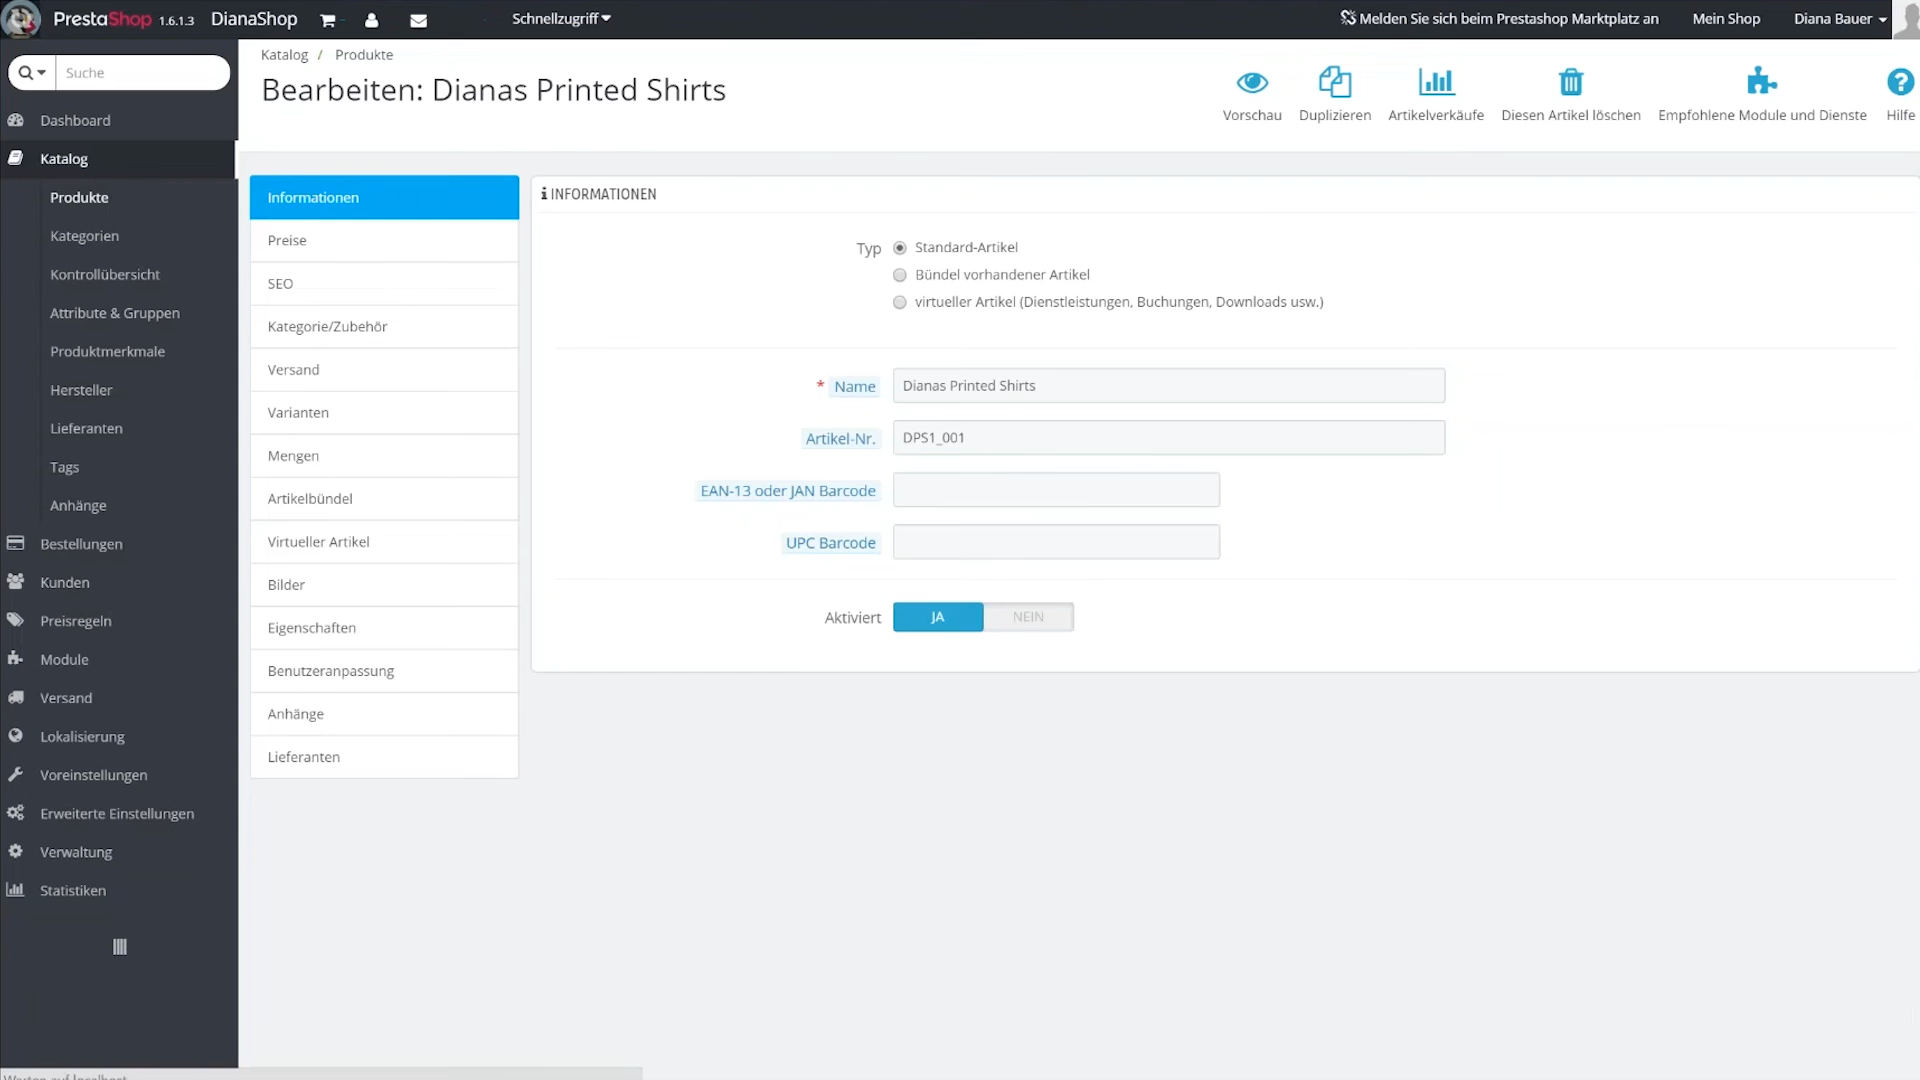 PrestaShop 1.6.1.3 DianaShop Schnellzugriff Melden Sie sich beim Prestashop Marktplatz an Mein Shop Diana Bauer
Suche
Dashboard
Katalog
Produkte
Kategorien
Kontrollübersicht
Attribute & Gruppen
Produktmerkmale
Hersteller
Lieferanten
Tags
Anhänge
Bestellungen
Kunden
Preisregeln
Module
Versand
Lokalisierung
Voreinstellungen
Erweiterte Einstellungen
Verwaltung
Statistiken
Katalog / Produkte
Bearbeiten: Dianas Printed Shirts
Vorschau Duplizieren Artikelverkäufe Diesen Artikel löschen Empfohlene Module und Dienste Hilfe
Informationen
Preise
SEO
Kategorie/Zubehör
Versand
Varianten
Mengen
Artikelbündel
Virtueller Artikel
Bilder
Eigenschaften
Benutzeranpassung
Anhänge
Lieferanten
INFORMATIONEN
Typ Standard-Artikel
Bündel vorhandener Artikel
virtueller Artikel (Dienstleistungen, Buchungen, Downloads usw.)
* Name Dianas Printed Shirts
Artikel-Nr. DPS1_001
EAN-13 oder JAN Barcode
UPC Barcode
Aktiviert JA NEIN
Warten auf localhost